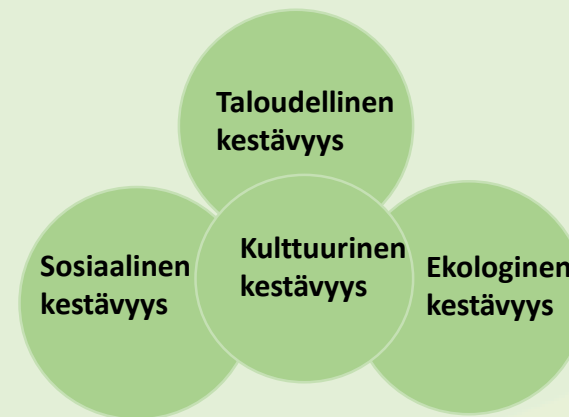 Taloudellinen
kestävyys
Sosiaalinen
kestävyys
Kulttuurinen
kestävyys
Ekologinen
kestävyys